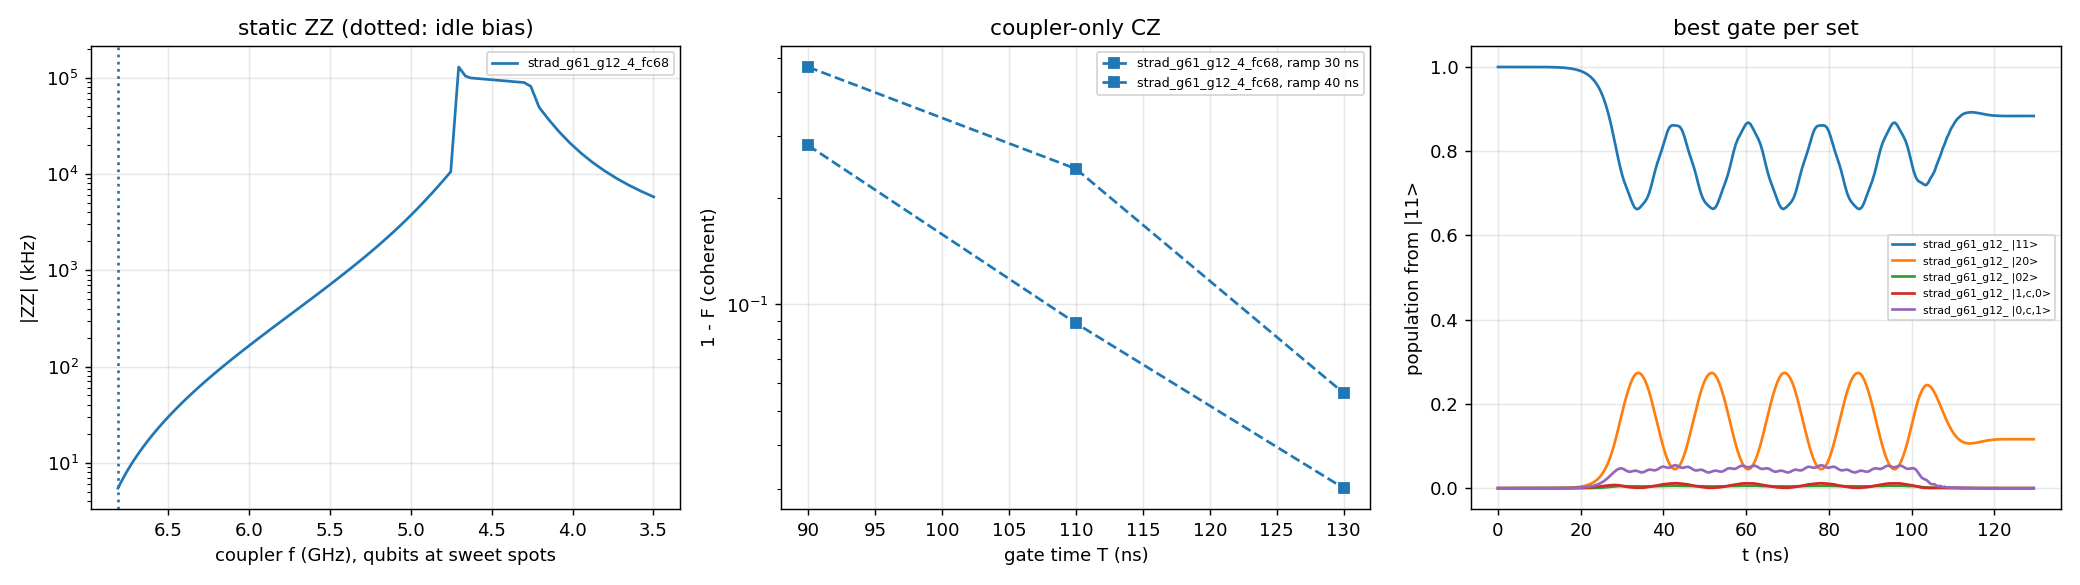 static ZZ (dotted: idle bias)
strad_g61_g12_4_fc68
|ZZ| (kHz)
10^5
10^4
10^3
10^2
10^1
6.5 6.0 5.5 5.0 4.5 4.0 3.5
coupler f (GHz), qubits at sweet spots
coupler-only CZ
strad_g61_g12_4_fc68, ramp 30 ns
strad_g61_g12_4_fc68, ramp 40 ns
1 - F (coherent)
10^−1
90 95 100 105 110 115 120 125 130
gate time T (ns)
best gate per set
population from |11>
1.0
0.8
0.6
0.4
0.2
0.0
strad_g61_g12_ |11>
strad_g61_g12_ |20>
strad_g61_g12_ |02>
strad_g61_g12_ |1,c,0>
strad_g61_g12_ |0,c,1>
0 20 40 60 80 100 120
t (ns)